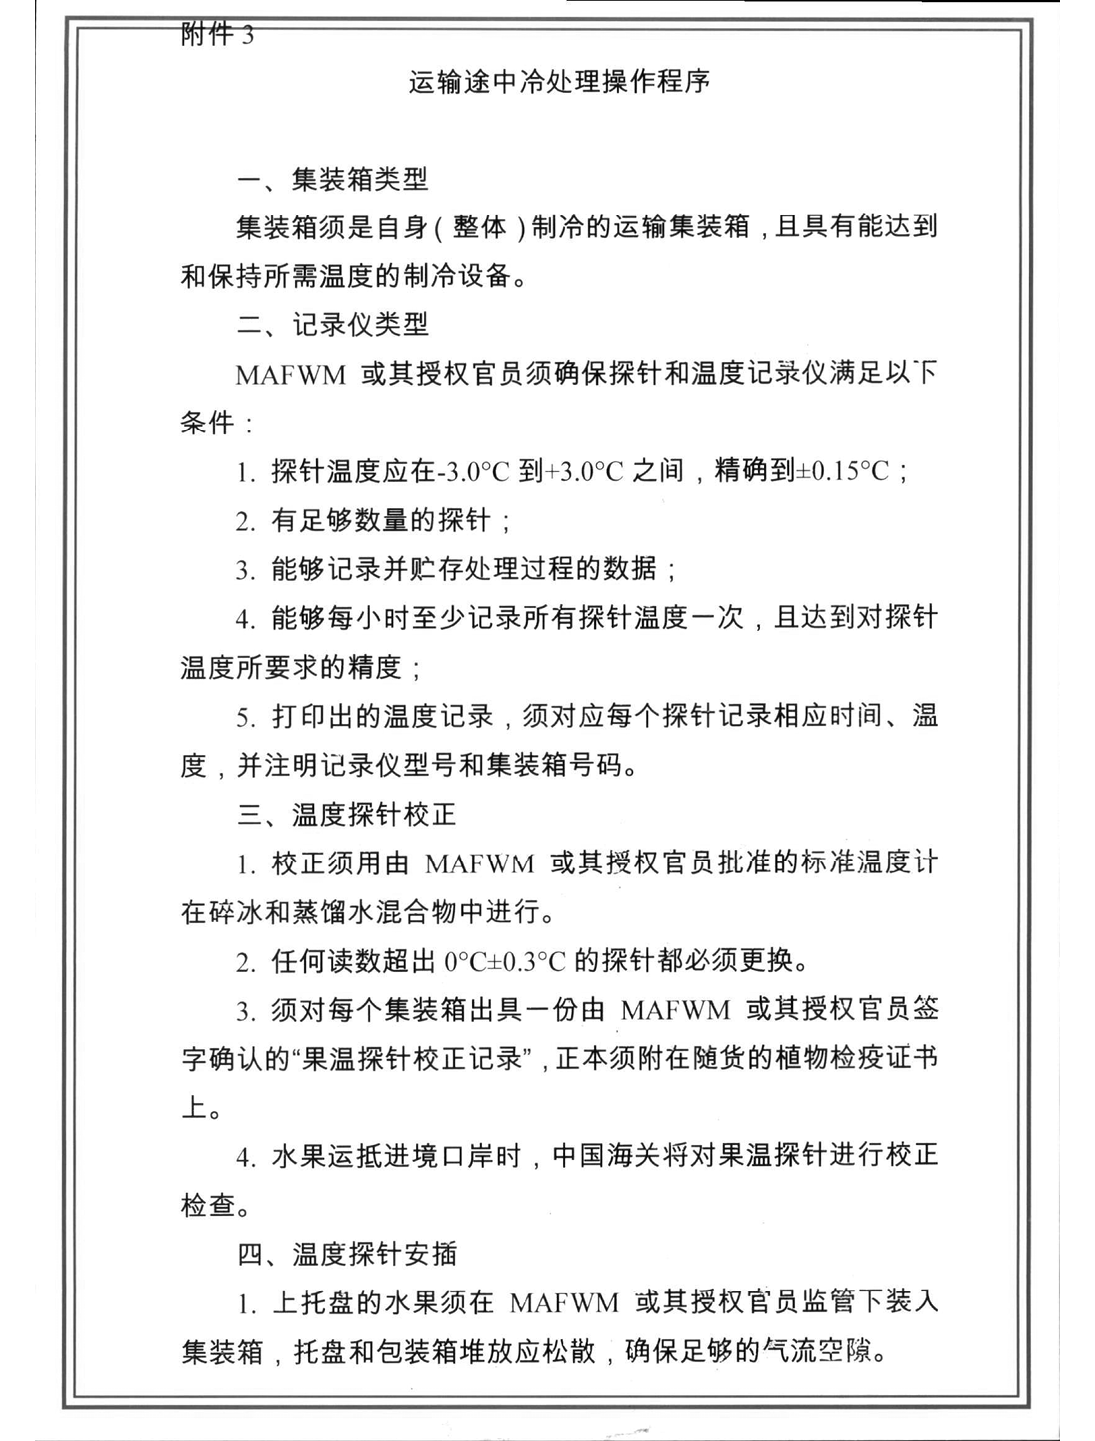 附件 3
运输途中冷处理操作程序
一、集装箱类型
集装箱须是自身（整体）制冷的运输集装箱，且具有能达到
和保持所需温度的制冷设备。
二、记录仪类型
MAFWM 或其授权官员须确保探针和温度记录仪满足以下
条件：
1. 探针温度应在-3.0°C 到+3.0°C 之间，精确到±0.15°C；
2. 有足够数量的探针；
3. 能够记录并贮存处理过程的数据；
4. 能够每小时至少记录所有探针温度一次，且达到对探针
温度所要求的精度；
5. 打印出的温度记录，须对应每个探针记录相应时间、温
度，并注明记录仪型号和集装箱号码。
三、温度探针校正
1. 校正须用由 MAFWM 或其授权官员批准的标准温度计
在碎冰和蒸馏水混合物中进行。
2. 任何读数超出 0°C±0.3°C 的探针都必须更换。
3. 须对每个集装箱出具一份由 MAFWM 或其授权官员签
字确认的“果温探针校正记录”，正本须附在随货的植物检疫证书
上。
4. 水果运抵进境口岸时，中国海关将对果温探针进行校正
检查。
四、温度探针安插
1. 上托盘的水果须在 MAFWM 或其授权官员监管下装入
集装箱，托盘和包装箱堆放应松散，确保足够的气流空隙。